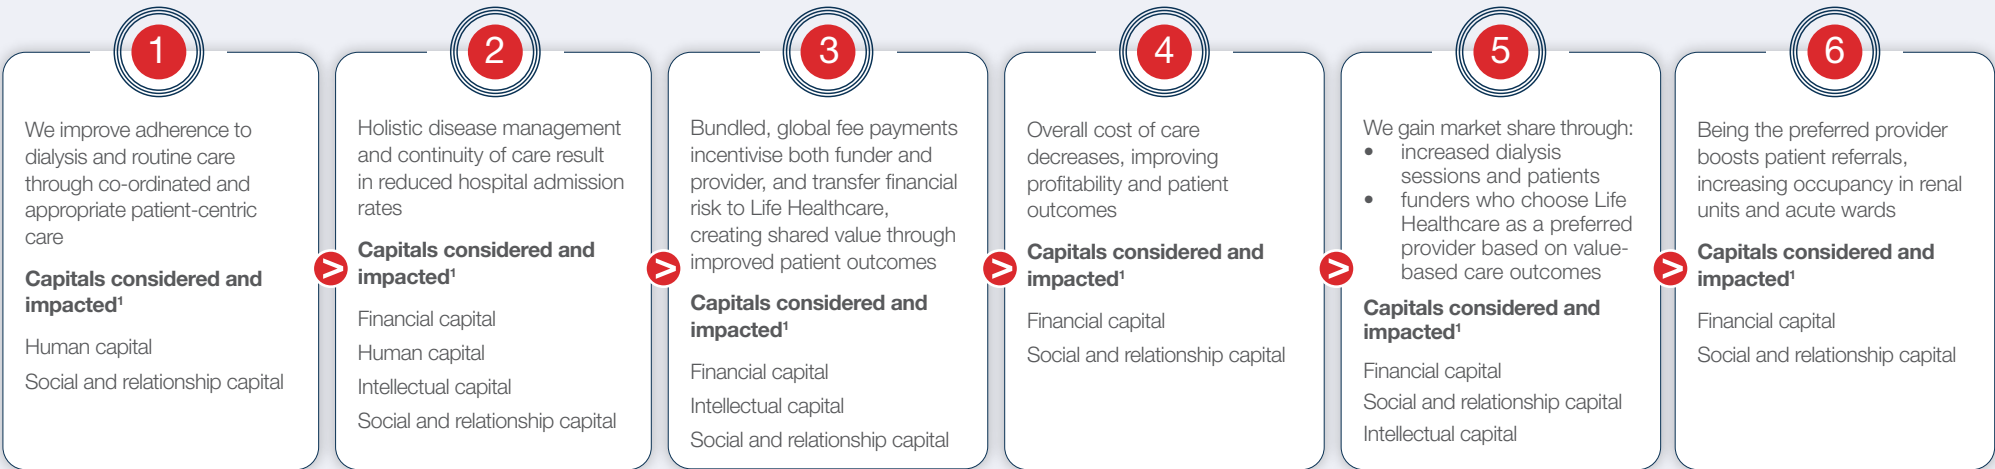 1
We improve adherence to
dialysis and routine care
through co-ordinated and
appropriate patient-centric
care
Capitals considered and
impacted¹
Human capital
Social and relationship capital
>
2
Holistic disease management
and continuity of care result
in reduced hospital admission
rates
Capitals considered and
impacted¹
Financial capital
Human capital
Intellectual capital
Social and relationship capital
>
3
Bundled, global fee payments
incentivise both funder and
provider, and transfer financial
risk to Life Healthcare,
creating shared value through
improved patient outcomes
Capitals considered and
impacted¹
Financial capital
Intellectual capital
Social and relationship capital
>
4
Overall cost of care
decreases, improving
profitability and patient
outcomes
Capitals considered and
impacted¹
Financial capital
Social and relationship capital
>
5
We gain market share through:
• increased dialysis
sessions and patients
• funders who choose Life
Healthcare as a preferred
provider based on value-
based care outcomes
Capitals considered and
impacted¹
Financial capital
Social and relationship capital
Intellectual capital
>
6
Being the preferred provider
boosts patient referrals,
increasing occupancy in renal
units and acute wards
Capitals considered and
impacted¹
Financial capital
Social and relationship capital